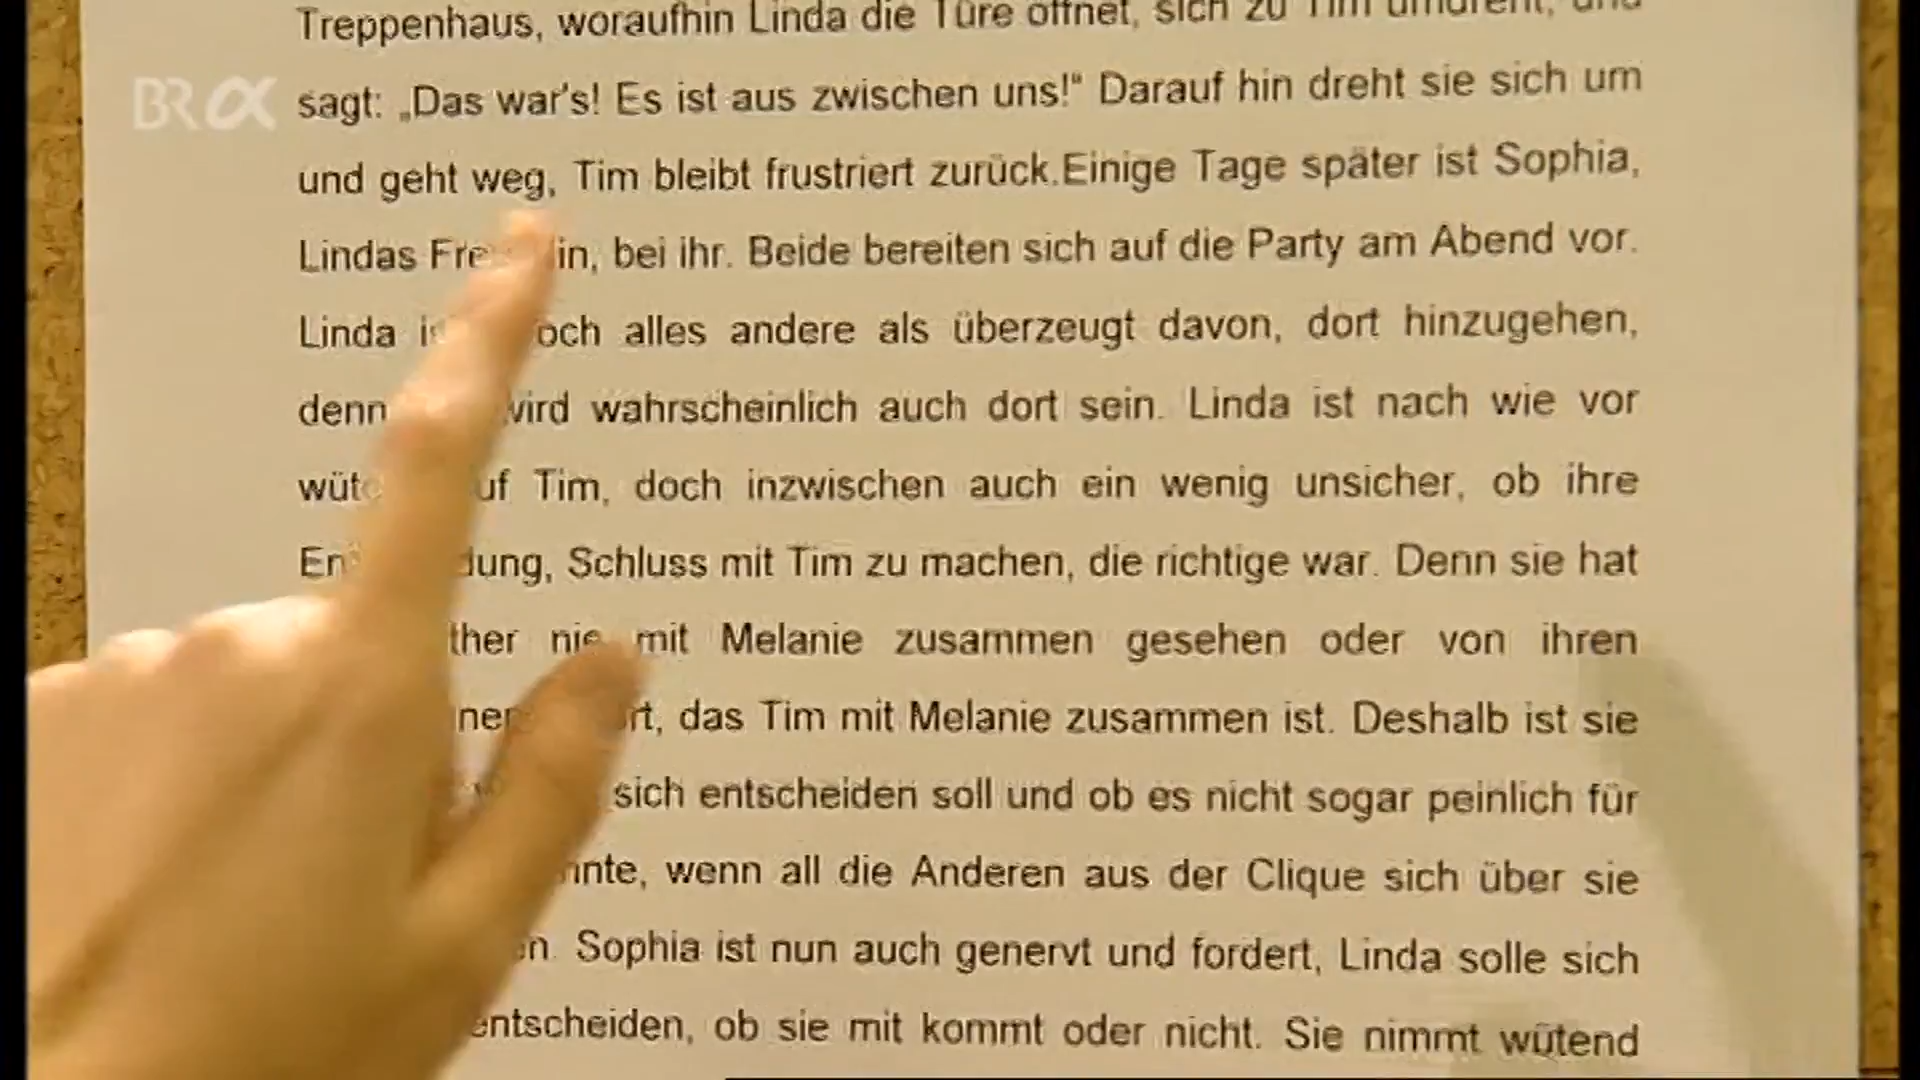 BRα
Treppenhaus, woraufhin Linda die Türe öffnet, sich zu Tim umdreht, und
sagt: „Das war's! Es ist aus zwischen uns!“ Darauf hin dreht sie sich um
und geht weg, Tim bleibt frustriert zurück.Einige Tage später ist Sophia,
Lindas bei ihr. Beide bereiten sich auf die Party am Abend vor.
Linda alles andere als überzeugt davon, dort hinzugehen,
denn wird wahrscheinlich auch dort sein. Linda ist nach wie vor
Tim, doch inzwischen auch ein wenig unsicher, ob ihre
Schluss mit Tim zu machen, die richtige war. Denn sie hat
nie mit Melanie zusammen gesehen oder von ihren
das Tim mit Melanie zusammen ist. Deshalb ist sie
sich entscheiden soll und ob es nicht sogar peinlich für
wenn all die Anderen aus der Clique sich über sie
Sophia ist nun auch genervt und fordert, Linda solle sich
entscheiden, ob sie mit kommt oder nicht. Sie nimmt wütend